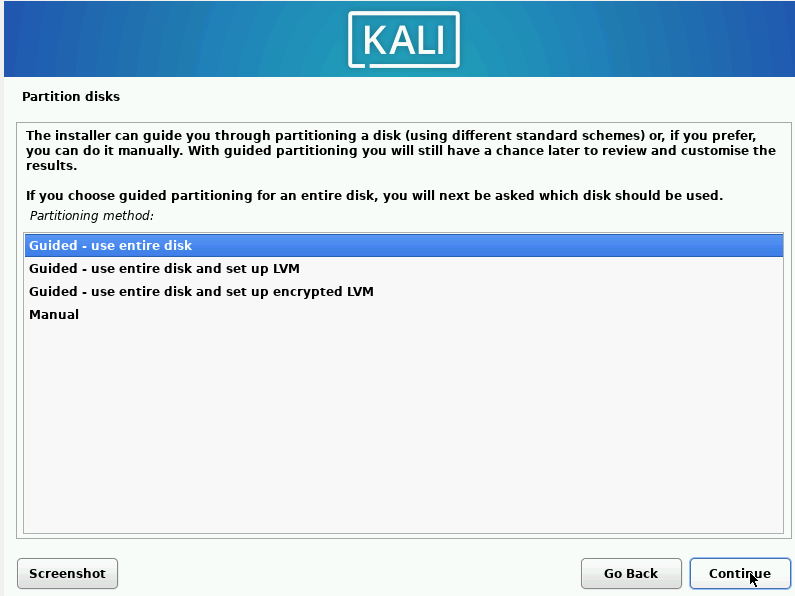 KALI
Partition disks
The installer can guide you through partitioning a disk (using different standard schemes) or, if you prefer,
you can do it manually. With guided partitioning you will still have a chance later to review and customise the
results.
If you choose guided partitioning for an entire disk, you will next be asked which disk should be used.
Partitioning method:
Guided - use entire disk
Guided - use entire disk and set up LVM
Guided - use entire disk and set up encrypted LVM
Manual
Screenshot
Go Back
Continue